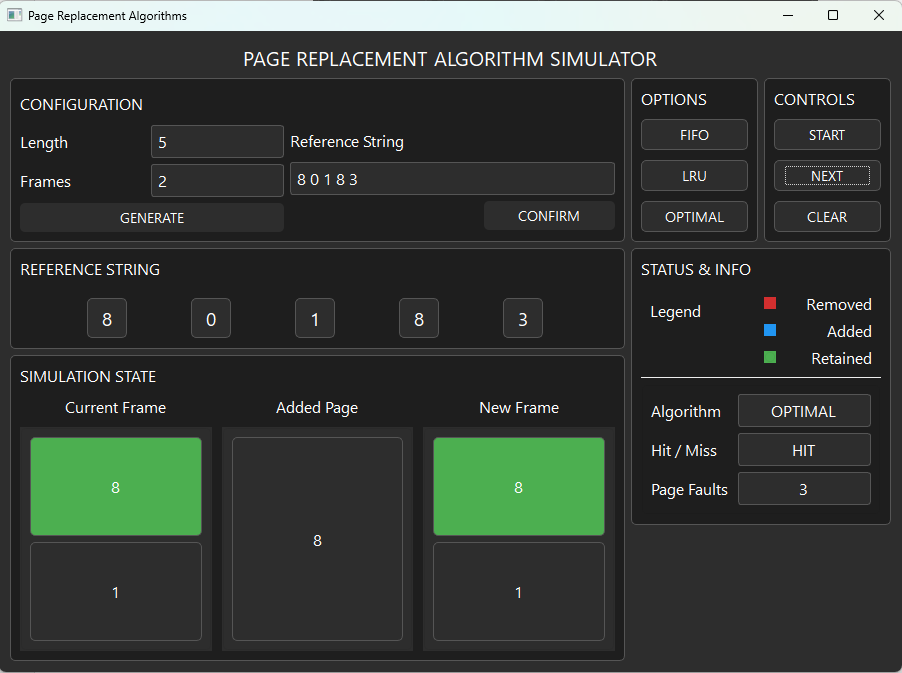 Page Replacement Algorithms
PAGE REPLACEMENT ALGORITHM SIMULATOR
CONFIGURATION
Length
5
Reference String
Frames
2
8 0 1 8 3
GENERATE
CONFIRM
OPTIONS
FIFO
LRU
OPTIMAL
CONTROLS
START
NEXT
CLEAR
REFERENCE STRING
8 0 1 8 3
SIMULATION STATE
Current Frame
8
1
Added Page
8
New Frame
8
1
STATUS & INFO
Legend
Removed
Added
Retained
Algorithm OPTIMAL
Hit / Miss HIT
Page Faults 3